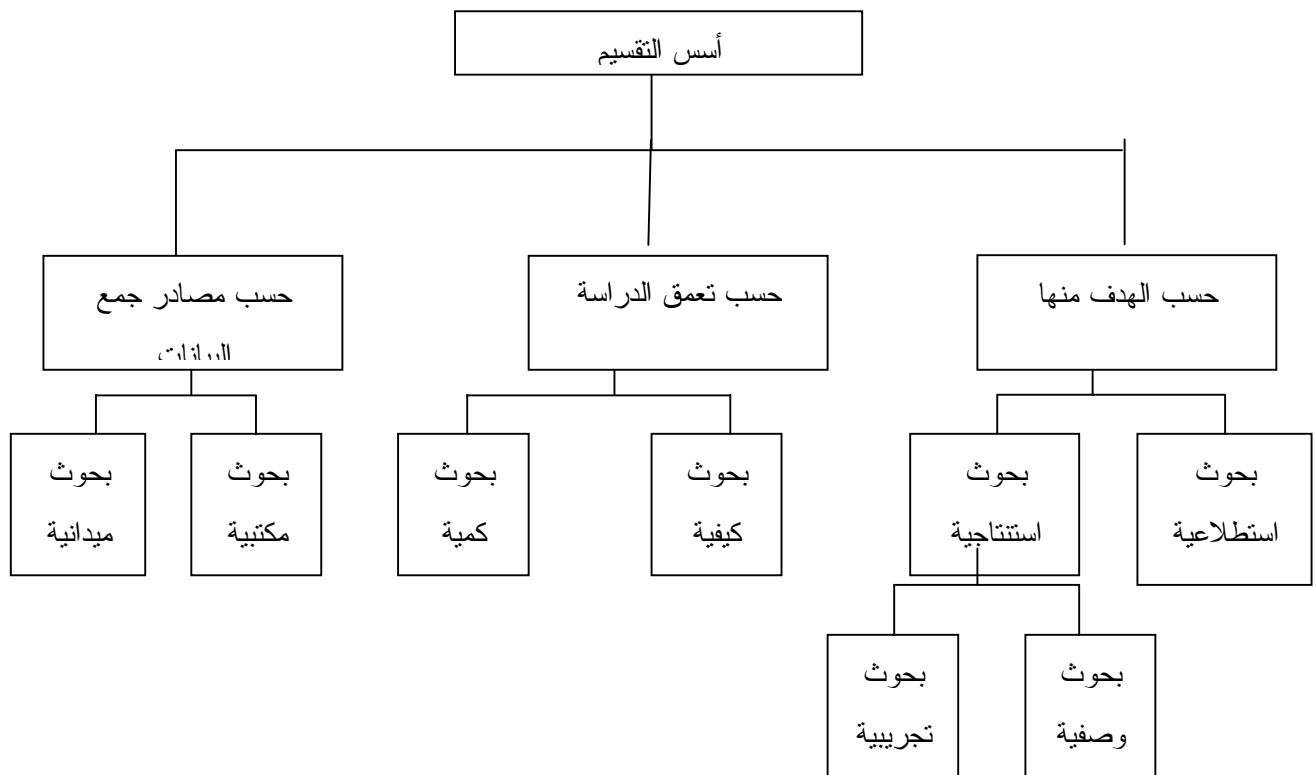 أسس التقسيم
حسب الهدف منها
حسب تعمق الدراسة
حسب مصادر جمع
البيانات
بحوث
استطلاعية
بحوث
استنتاجية
بحوث
كيفية
بحوث
كمية
بحوث
مكتبية
بحوث
ميدانية
بحوث
وصفية
بحوث
تجريبية